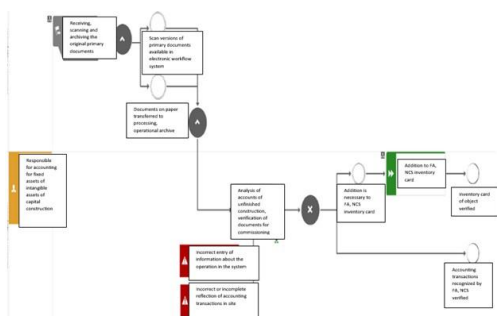 Receiving,
scanning and
archiving the
original primary
documents
Scan versions of
primary documents
available in
electronic workflow
system
Documents on paper
transferred to
processing,
operational archive
Responsible
for accounting
for fixed
assets of
intangible
assets of
capital
construction
Analysis of
accounts of
unfinished
construction,
verification of
documents for
commissioning
X
Addition is
necessary to
FA, NCS
inventory card
Addition to FA,
NCS inventory
card
Inventory card
of object
verified
Incorrect entry of
information about the
operation in the system
Incorrect or incomplete
reflection of accounting
transactions in site
Accounting
transactions
recognized by
FA, NCS
verified